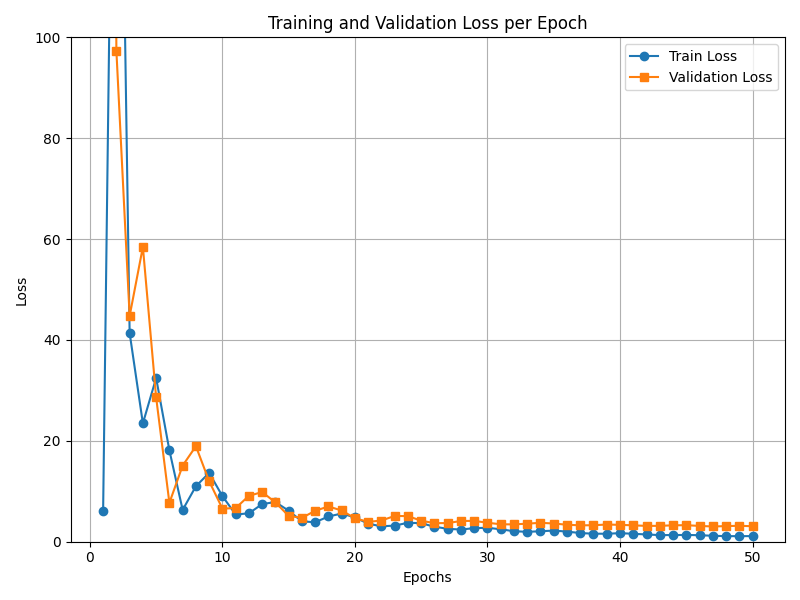 Training and Validation Loss per Epoch
100
80
60
40
20
0
Loss
Train Loss
Validation Loss
0 10 20 30 40 50
Epochs